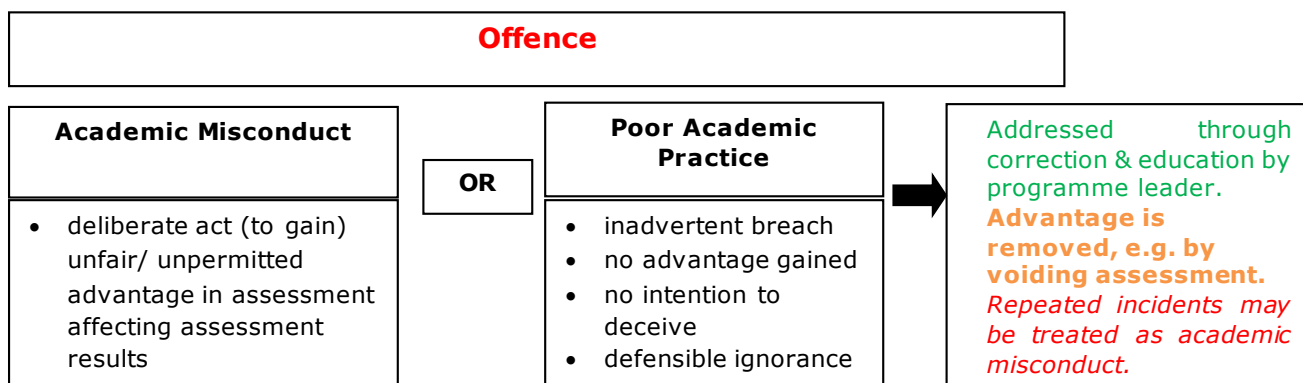 Offence
Academic Misconduct
• deliberate act (to gain)
unfair/ unpermitted
advantage in assessment
affecting assessment
results
OR
Poor Academic
Practice
• inadvertent breach
• no advantage gained
• no intention to
deceive
• defensible ignorance
Addressed through
correction & education by
programme leader.
Advantage is
removed, e.g. by
voiding assessment.
Repeated incidents may
be treated as academic
misconduct.